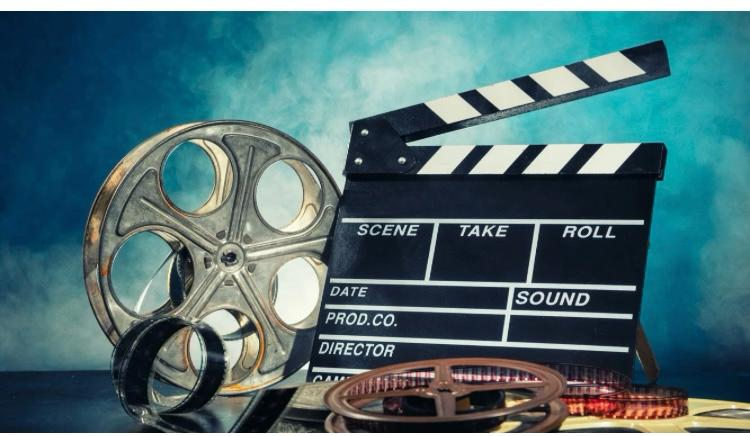 SCENE TAKE ROLL
DATE SOUND
PROD.CO.
DIRECTOR